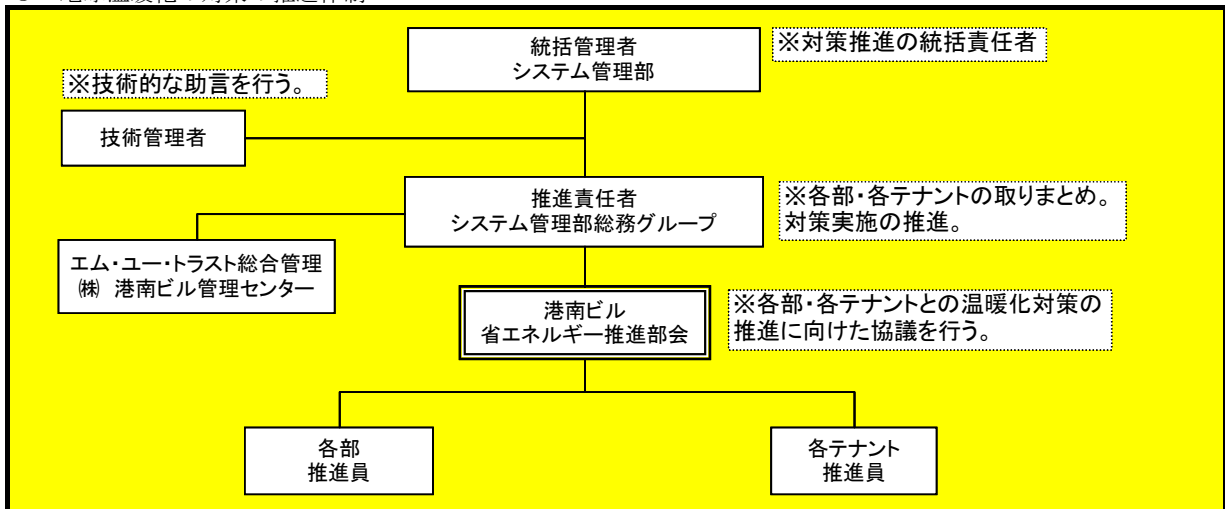 統括管理者
システム管理部
※対策推進の統括責任者
※技術的な助言を行う。
技術管理者
推進責任者
システム管理部総務グループ
※各部・各テナントの取りまとめ。
対策実施の推進。
エム・ユー・トラスト総合管理
㈱ 港南ビル管理センター
港南ビル
省エネルギー推進部会
※各部・各テナントとの温暖化対策の
推進に向けた協議を行う。
各部
推進員
各テナント
推進員